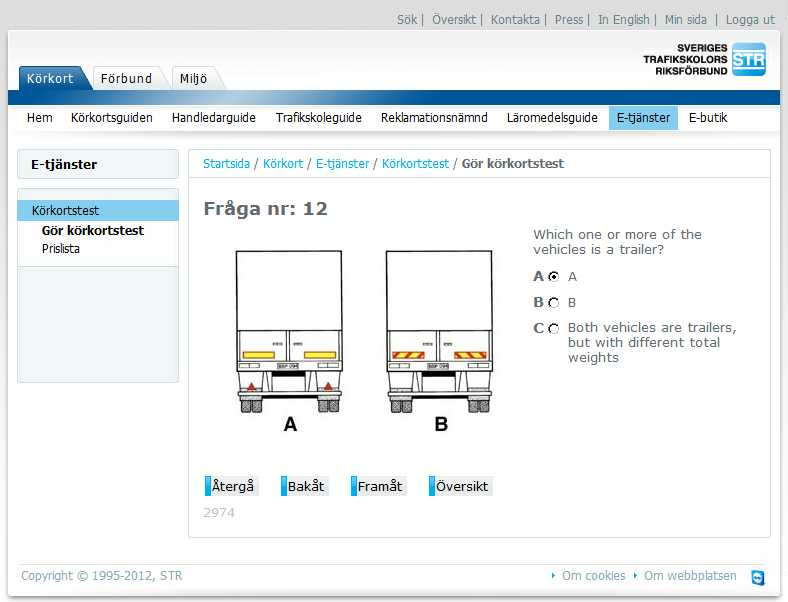 Sök | Översikt | Kontakta | Press | In English | Min sida | Logga ut
SVERIGES
TRAFIKSKOLORS
RIKSFÖRBUND
STR
Körkort Förbund Miljö
Hem Körkortsguiden Handledarguide Trafikskoleguide Reklamationsnämnd Läromedelsguide E-tjänster E-butik
E-tjänster
Körkortstest
Gör körkortstest
Prislista
Startsida / Körkort / E-tjänster / Körkortstest / Gör körkortstest
Fråga nr: 12
A
B
Which one or more of the
vehicles is a trailer?
A A
B B
C Both vehicles are trailers,
but with different total
weights
Återgå Bakåt Framåt Översikt
2974
Copyright © 1995-2012, STR
Om cookies Om webbplatsen